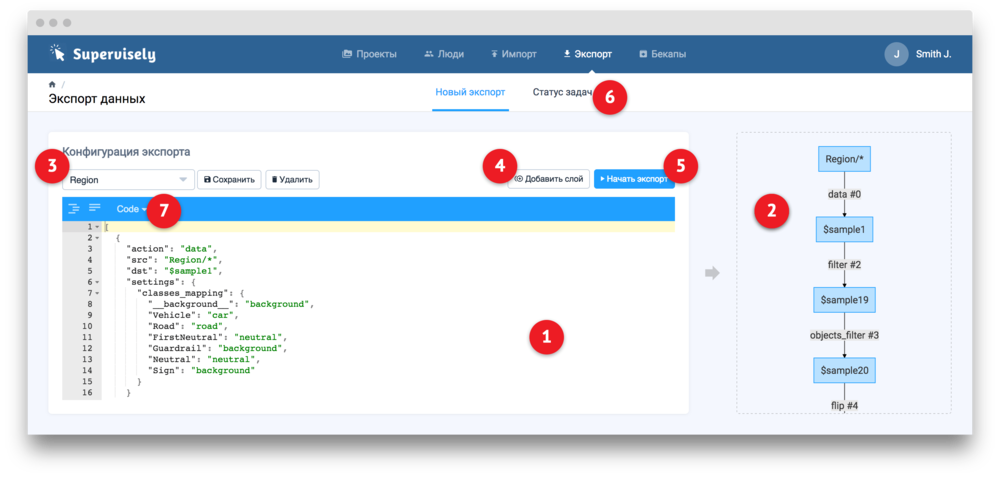 Supervisely
Проекты
Люди
Импорт
Экспорт
Бекапы
J
Smith J.
/
Экспорт данных
Новый экспорт
Статус задач
6
Конфигурация экспорта
3
Region
Сохранить
Удалить
4
Добавить слой
5
Начать экспорт
Code
7
1 [
2 {
3 "action": "data",
4 "src": "Region/*",
5 "dst": "$sample1",
6 "settings": {
7 "classes_mapping": {
8 "__background__": "background",
9 "Vehicle": "car",
10 "Road": "road",
11 "FirstNeutral": "neutral",
12 "Guardrail": "background",
13 "Neutral": "neutral",
14 "Sign": "background"
15 }
16 }
1
Region/*
data #0
2
$sample1
filter #2
$sample19
objects_filter #3
$sample20
flip #4